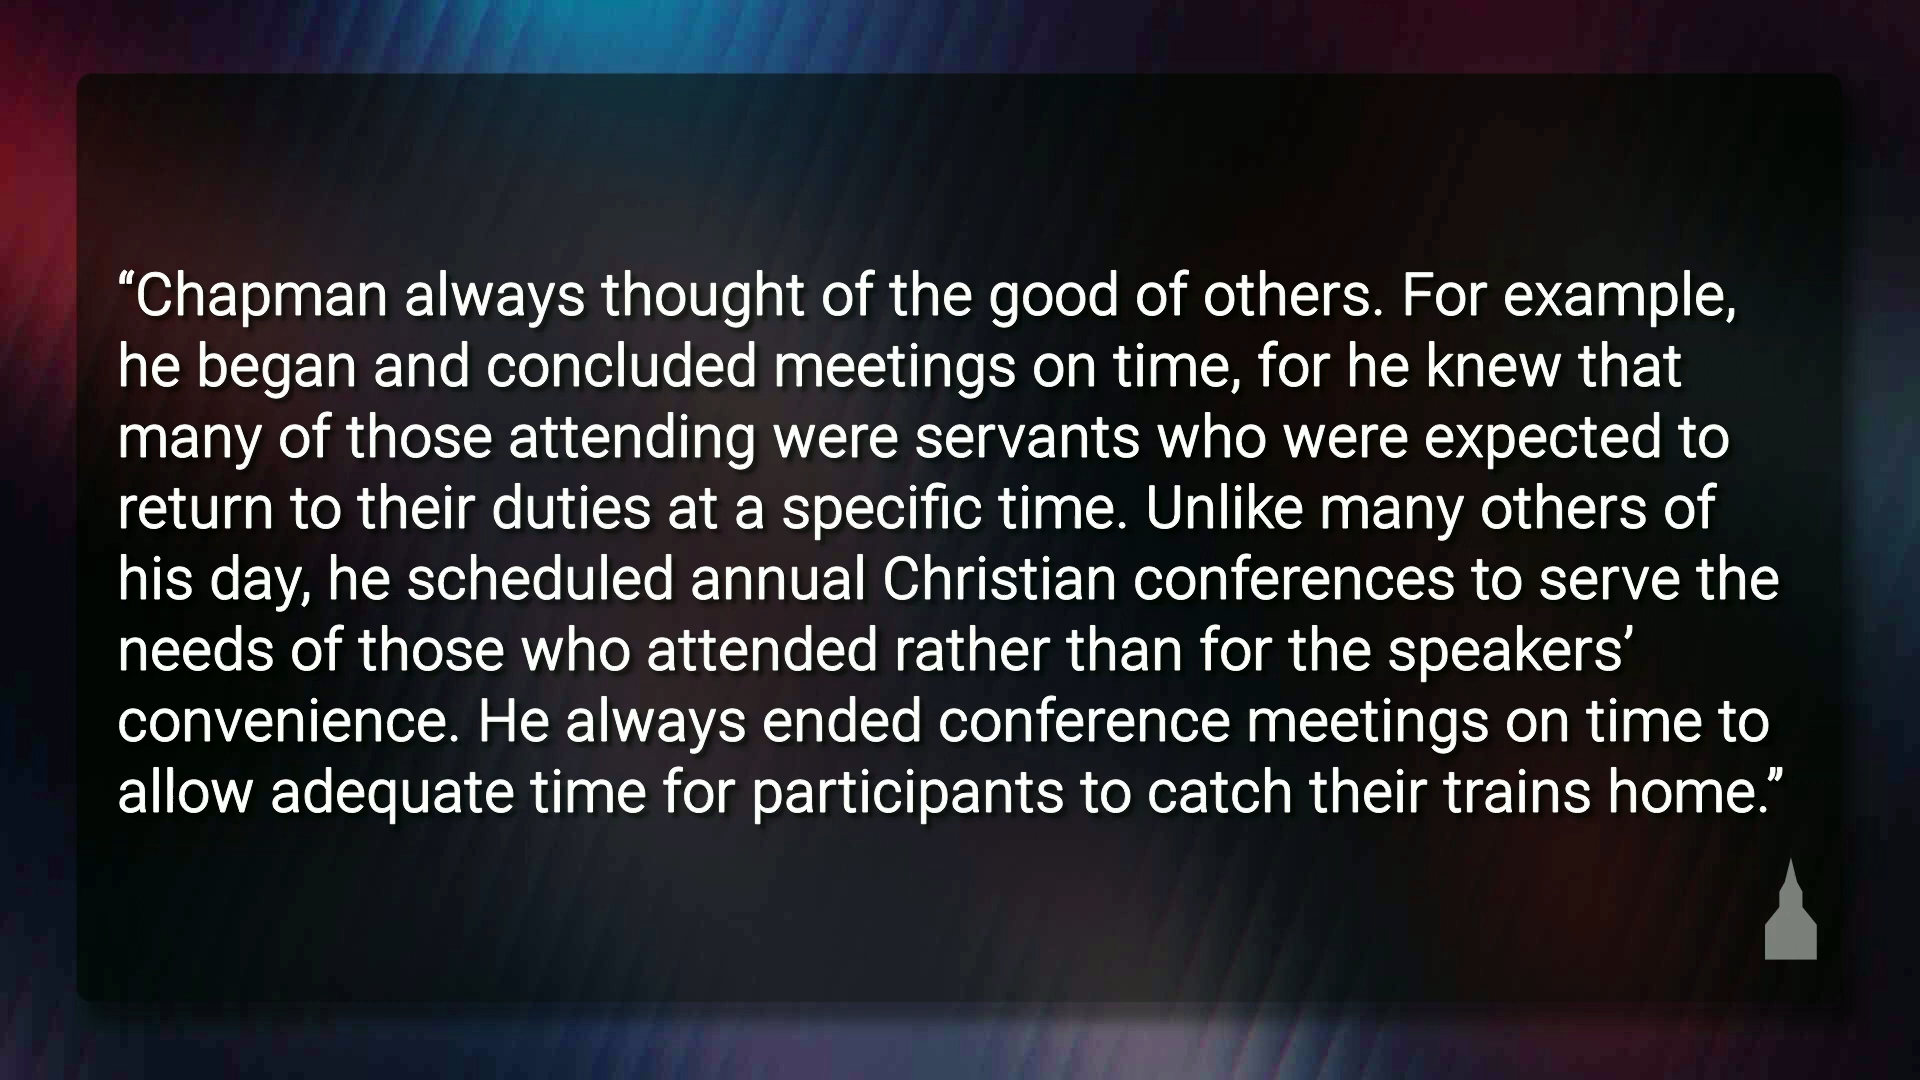 “Chapman always thought of the good of others. For example,
he began and concluded meetings on time, for he knew that
many of those attending were servants who were expected to
return to their duties at a specific time. Unlike many others of
his day, he scheduled annual Christian conferences to serve the
needs of those who attended rather than for the speakers’
convenience. He always ended conference meetings on time to
allow adequate time for participants to catch their trains home.”